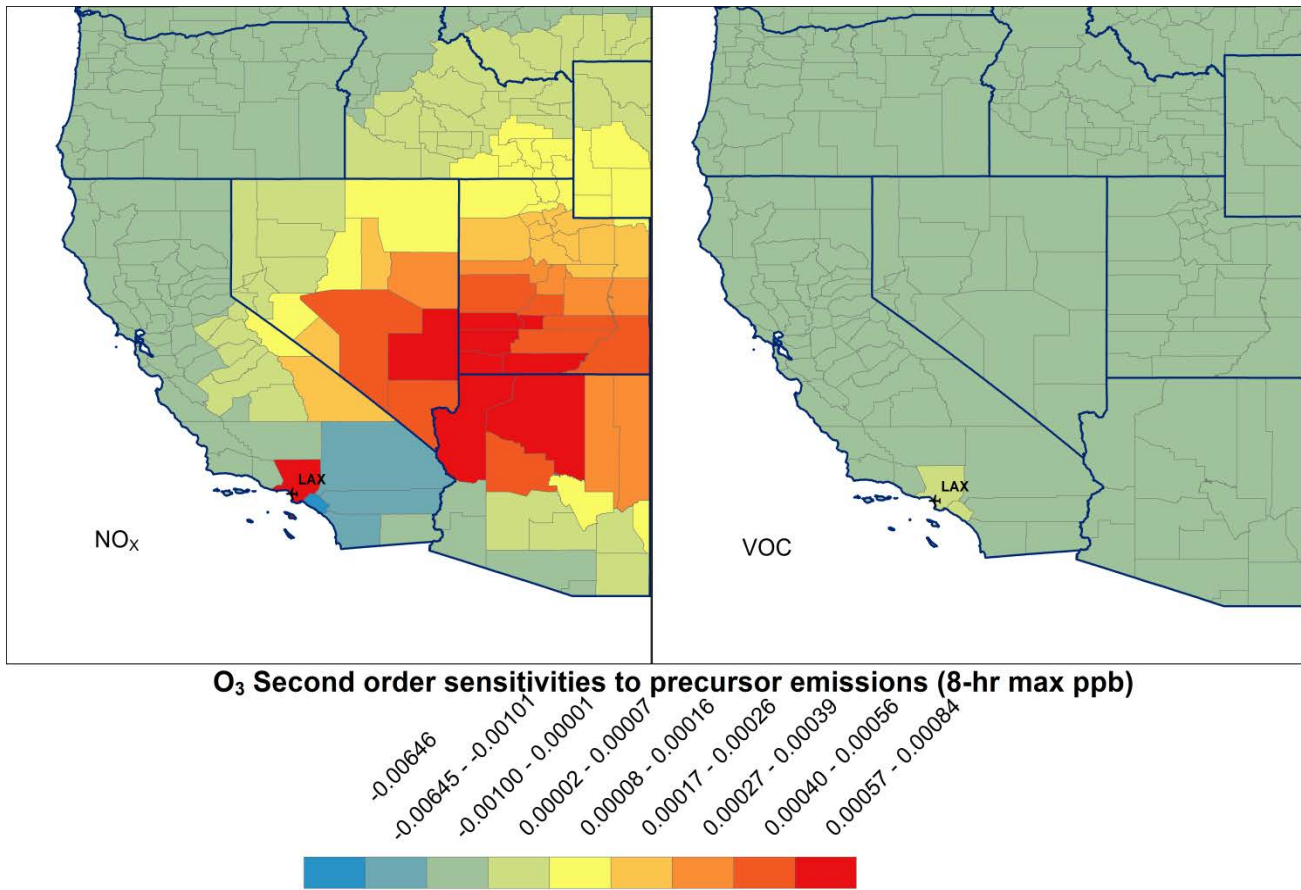 LAX
NOₓ
LAX
VOC
O₃ Second order sensitivities to precursor emissions (8-hr max ppb)
-0.00646
-0.00645 - -0.00101
-0.00100 - 0.00001
0.00002 - 0.00007
0.00008 - 0.00016
0.00017 - 0.00026
0.00027 - 0.00039
0.00040 - 0.00056
0.00057 - 0.00084